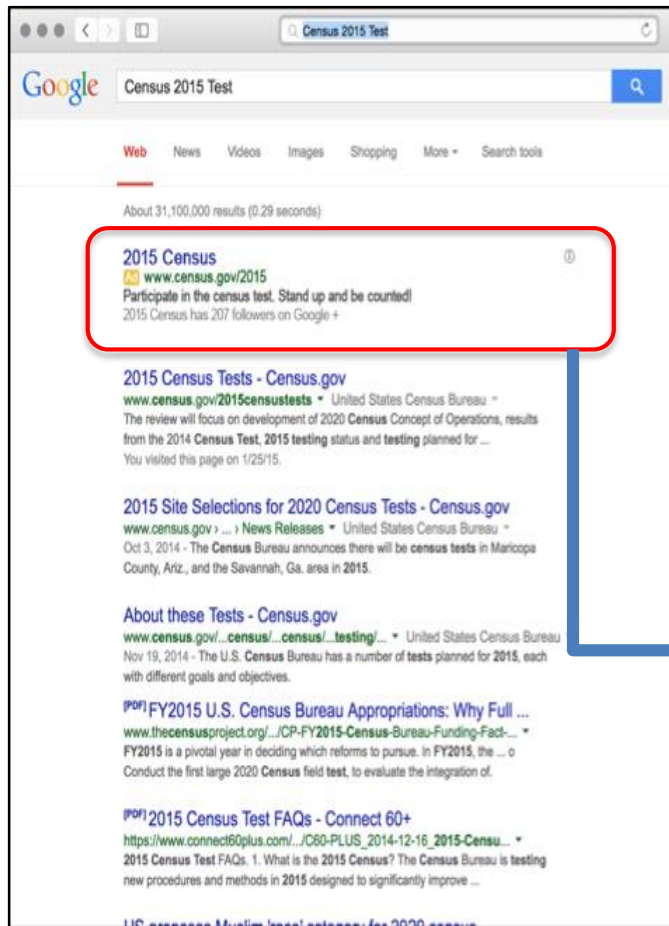 Census 2015 Test
Google Census 2015 Test
Web News Videos Images Shopping More Search tools
About 31,100,000 results (0.29 seconds)
2015 Census
Ad www.census.gov/2015
Participate in the census test. Stand up and be counted!
2015 Census has 207 followers on Google +
2015 Census Tests - Census.gov
www.census.gov/2015censustests United States Census Bureau
The review will focus on development of 2020 Census Concept of Operations, results
from the 2014 Census Test, 2015 testing status and testing planned for ...
You visited this page on 1/25/15.
2015 Site Selections for 2020 Census Tests - Census.gov
www.census.gov › ... › News Releases United States Census Bureau
Oct 3, 2014 - The Census Bureau announces there will be census tests in Maricopa
County, Ariz., and the Savannah, Ga. area in 2015.
About these Tests - Census.gov
www.census.gov/...census/...census/...testing/... United States Census Bureau
Nov 19, 2014 - The U.S. Census Bureau has a number of tests planned for 2015, each
with different goals and objectives.
[PDF] FY2015 U.S. Census Bureau Appropriations: Why Full ...
www.thecensusproject.org/.../CP-FY2015-Census-Bureau-Funding-Fact-...
FY2015 is a pivotal year in deciding which reforms to pursue. In FY2015, the ... o
Conduct the first large 2020 Census field test, to evaluate the integration of.
[PDF] 2015 Census Test FAQs - Connect 60+
https://www.connect60plus.com/.../C60-PLUS_2014-12-16_2015-Censu...
2015 Census Test FAQs. 1. What is the 2015 Census? The Census Bureau is testing
new procedures and methods in 2015 designed to significantly improve ...
US proposes Muslim 'race' category for 2020 census